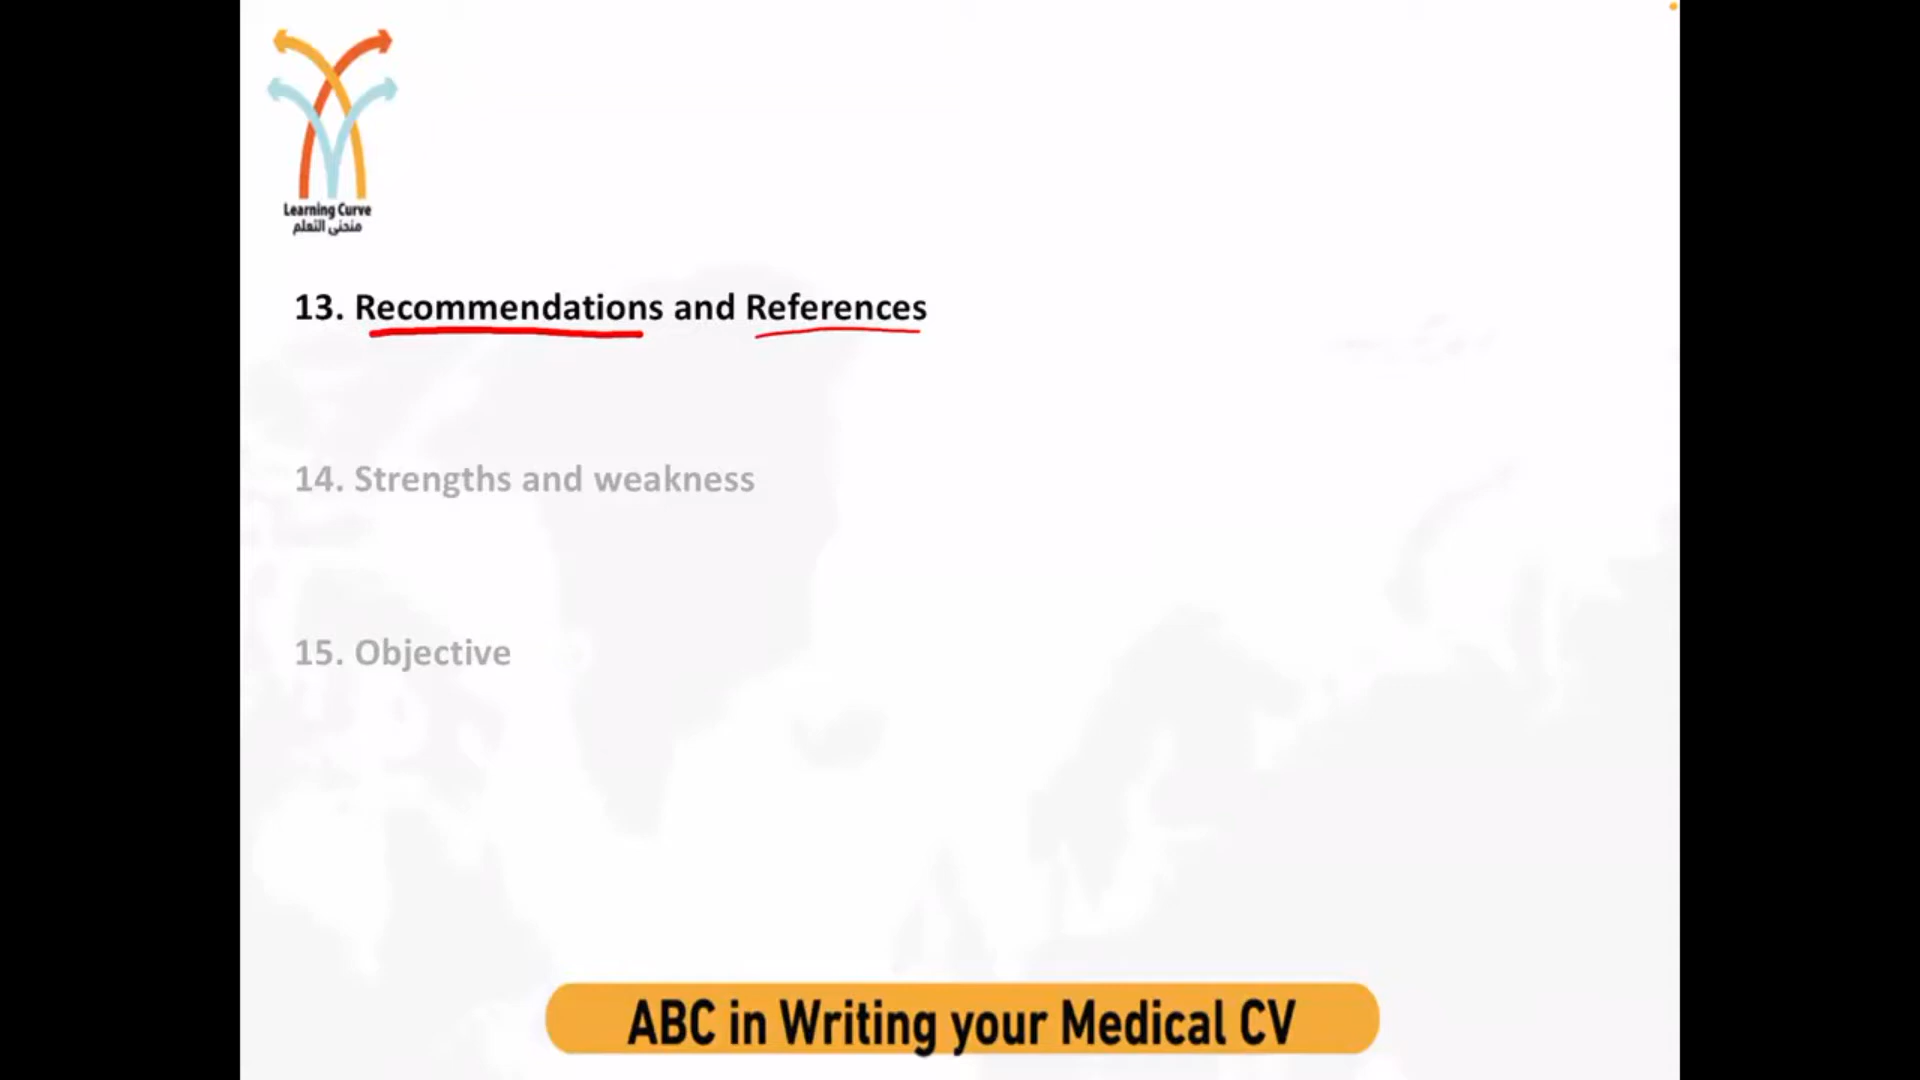 Learning Curve
منحنى التعلم
13. Recommendations and References
14. Strengths and weakness
15. Objective
ABC in Writing your Medical CV